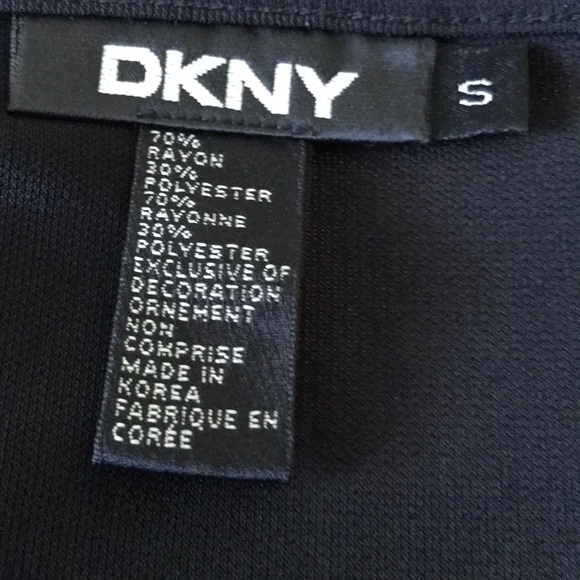 DKNY S
70%
RAYON
30%
POLYESTER
70%
RAYONNE
30%
POLYESTER
EXCLUSIVE OF
DECORATION
ORNEMENT
NON
COMPRISE
MADE IN
KOREA
FABRIQUE EN
CORÉE